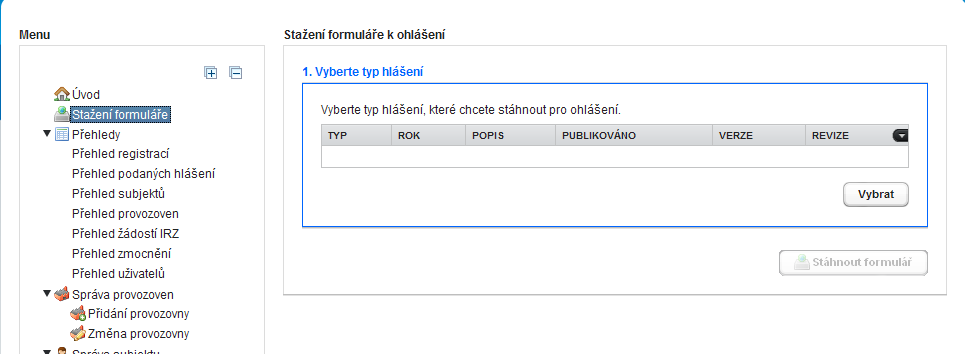 Menu
Úvod
Stažení formuláře
Přehledy
Přehled registrací
Přehled podaných hlášení
Přehled subjektů
Přehled provozoven
Přehled žádostí IRZ
Přehled zmocnění
Přehled uživatelů
Správa provozoven
Přidání provozovny
Změna provozovny
Správa subjektu
Stažení formuláře k ohlášení
1. Vyberte typ hlášení
Vyberte typ hlášení, které chcete stáhnout pro ohlášení.
TYP ROK POPIS PUBLIKOVÁNO VERZE REVIZE
Vybrat
Stáhnout formulář